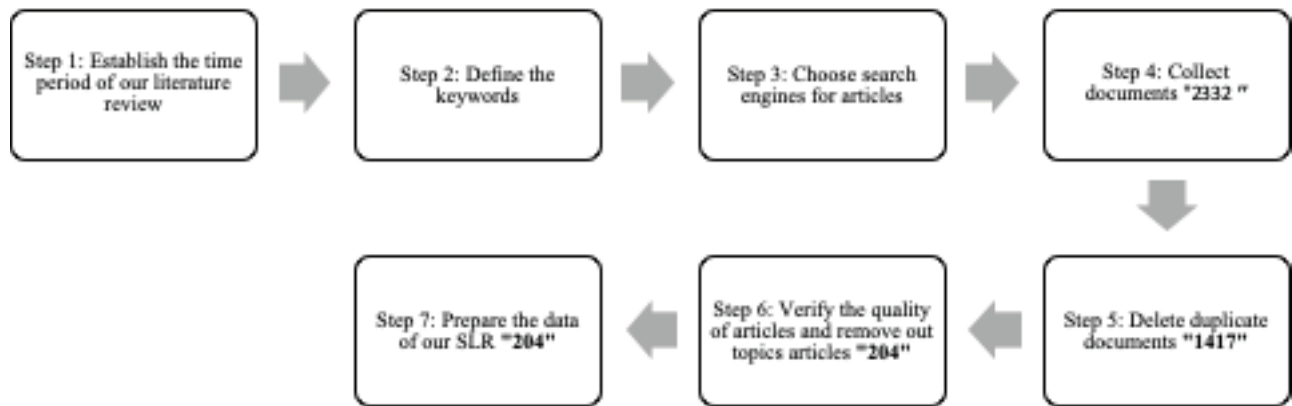 Step 1: Establish the time
period of our literature
review
Step 2: Define the
keywords
Step 3: Choose search
engines for articles
Step 4: Collect
documents "2332 "
Step 5: Delete duplicate
documents "1417"
Step 6: Verify the quality
of articles and remove out
topics articles "204"
Step 7: Prepare the data
of our SLR "204"